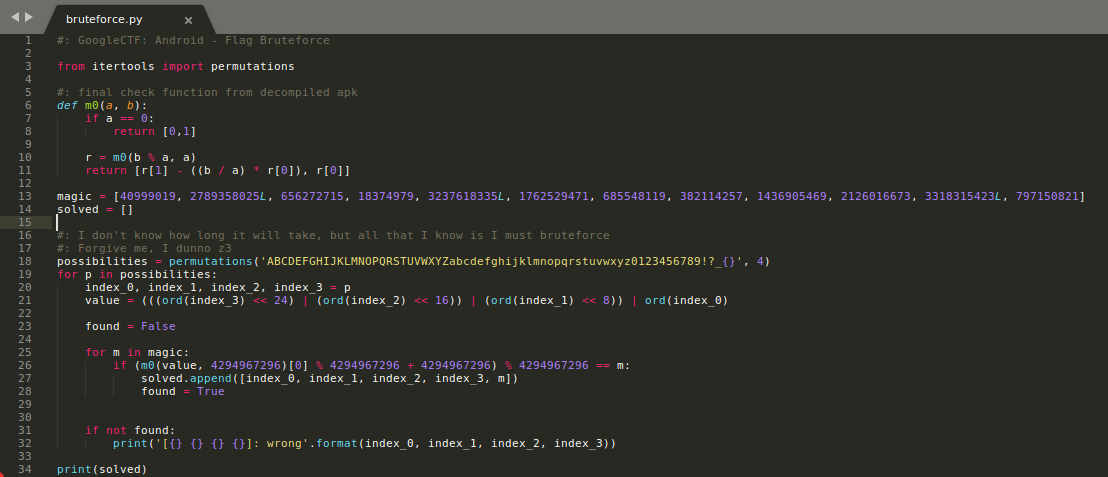 bruteforce.py ×
1 #: GoogleCTF: Android - Flag Bruteforce
2
3 from itertools import permutations
4
5 #: final check function from decompiled apk
6 def m0(a, b):
7     if a == 0:
8         return [0,1]
9
10     r = m0(b % a, a)
11     return [r[1] - ((b / a) * r[0]), r[0]]
12
13 magic = [40999019, 2789358025L, 656272715, 18374979, 3237618335L, 1762529471, 685548119, 382114257, 1436905469, 2126016673, 3318315423L, 797150821]
14 solved = []
15
16 #: I don't know how long it will take, but all that I know is I must bruteforce
17 #: Forgive me, I dunno z3
18 possibilities = permutations('ABCDEFGHIJKLMNOPQRSTUVWXYZabcdefghijklmnopqrstuvwxyz0123456789!?_{}', 4)
19 for p in possibilities:
20     index_0, index_1, index_2, index_3 = p
21     value = (((ord(index_3) << 24) | (ord(index_2) << 16)) | (ord(index_1) << 8)) | ord(index_0)
22
23     found = False
24
25     for m in magic:
26         if (m0(value, 4294967296)[0] % 4294967296 + 4294967296) % 4294967296 == m:
27             solved.append([index_0, index_1, index_2, index_3, m])
28             found = True
29
30
31     if not found:
32         print('[{} {} {} {}]: wrong'.format(index_0, index_1, index_2, index_3))
33
34 print(solved)